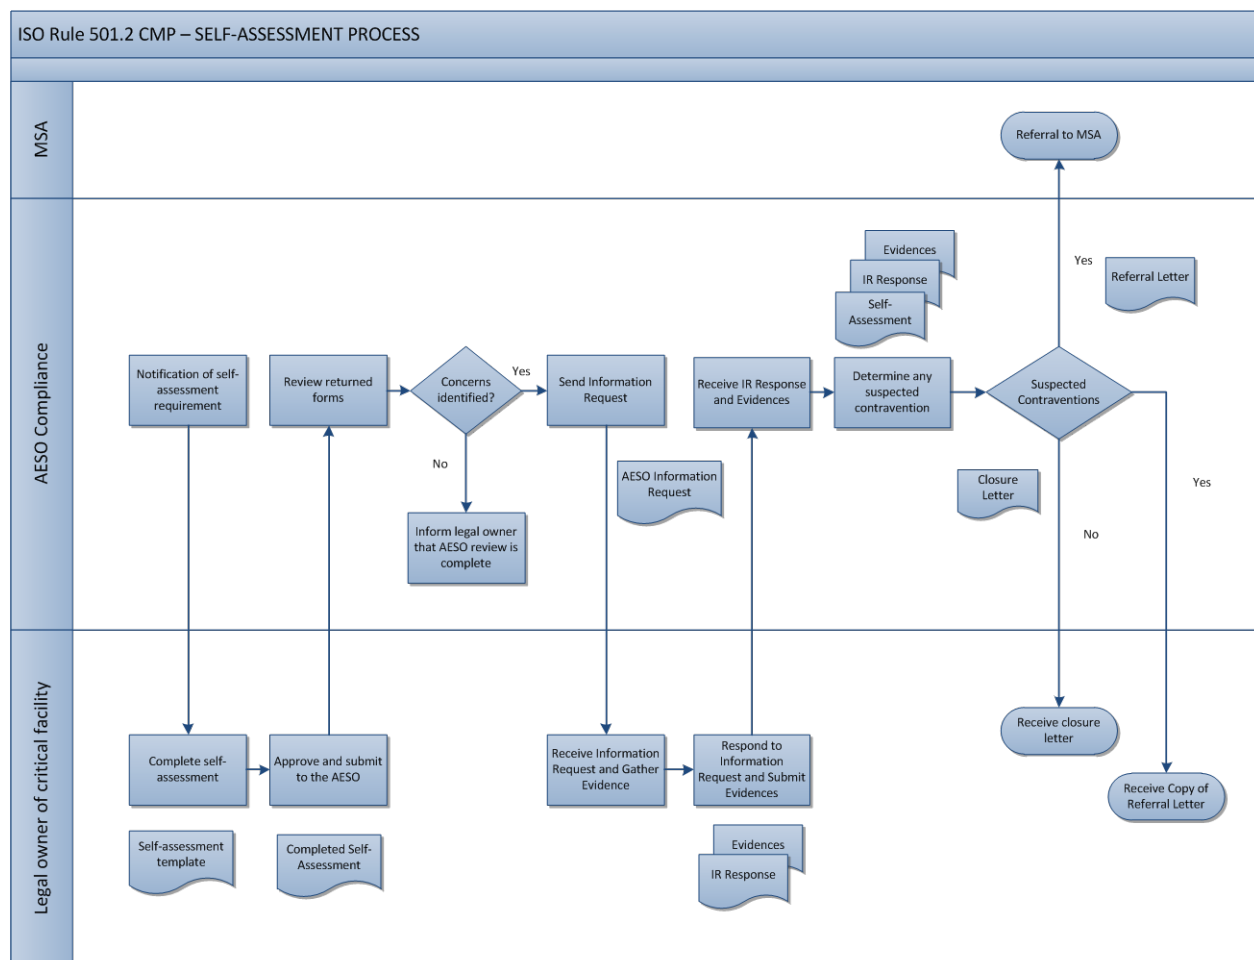 ISO Rule 501.2 CMP – SELF-ASSESSMENT PROCESS
MSA
Referral to MSA
AESO Compliance
Notification of self-
assessment
requirement
Review returned
forms
Concerns
identified?
Yes
No
Inform legal owner
that AESO review is
complete
Send Information
Request
AESO Information
Request
Receive IR Response
and Evidences
Evidences
IR Response
Self-
Assessment
Determine any
suspected
contravention
Suspected
Contraventions
Yes
Referral Letter
Closure
Letter
No
Yes
Legal owner of critical facility
Complete self-
assessment
Self-assessment
template
Approve and submit
to the AESO
Completed Self-
Assessment
Receive Information
Request and Gather
Evidence
Respond to
Information
Request and Submit
Evidences
Evidences
IR Response
Receive closure
letter
Receive Copy of
Referral Letter